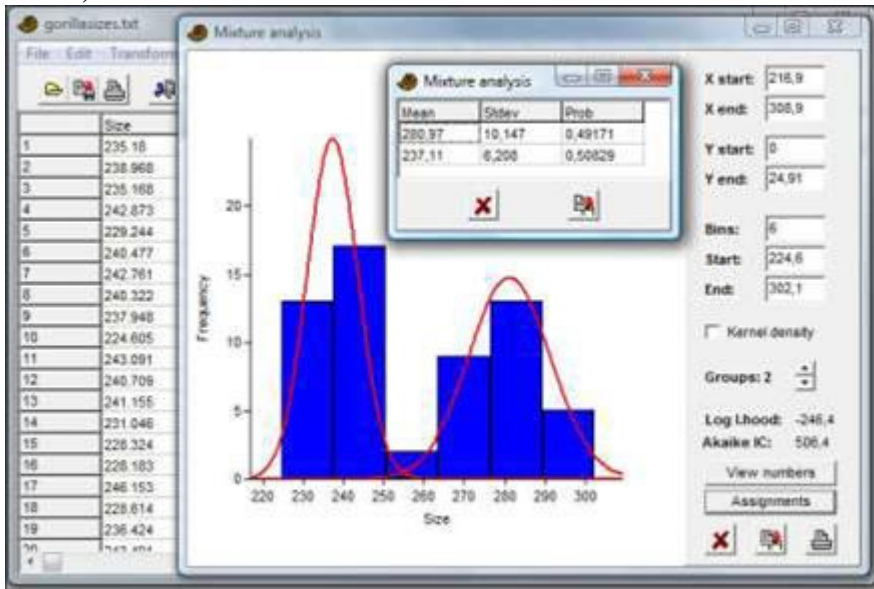 gorillasizes.txt
File Edit Transform
Size
1 235.18
2 238.968
3 235.168
4 242.873
5 229.244
6 240.477
7 242.761
8 240.322
9 237.948
10 224.605
11 243.091
12 240.709
13 241.155
14 231.046
15 228.324
16 228.183
17 246.153
18 228.614
19 236.424
20
Mixture analysis
Mixture analysis
Mean Stdev Prob
280,97 10,147 0,49171
237,11 6,208 0,50829
Frequency
20
15
10
5
0
220 230 240 250 260 270 280 290 300
Size
X start: 216,9
X end: 308,9
Y start: 0
Y end: 24,91
Bins: 6
Start: 224,6
End: 302,1
Kernel density
Groups: 2
Log Lhood: -246,4
Akaike IC: 506,4
View numbers
Assignments